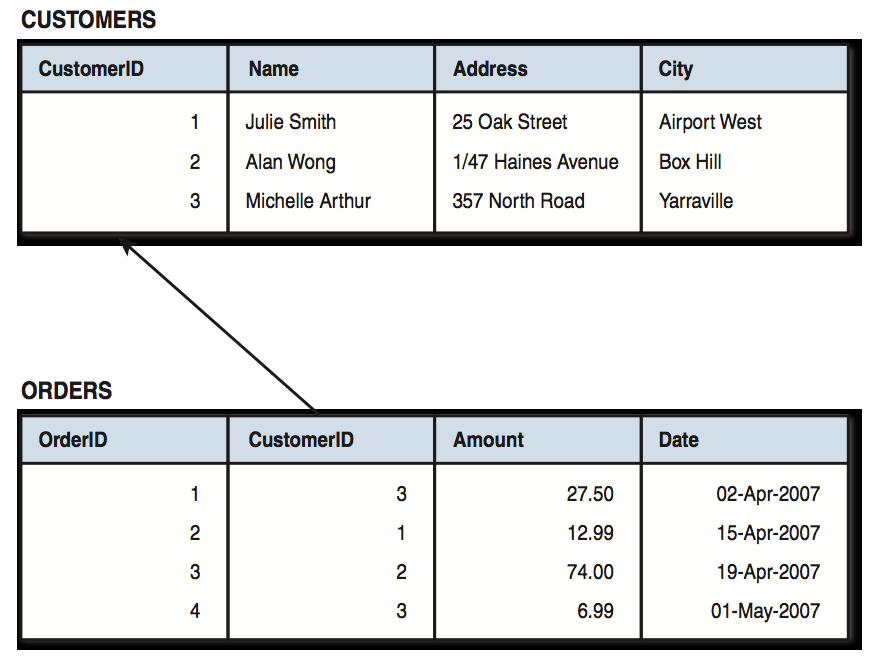 CUSTOMERS
CustomerID Name Address City
1 Julie Smith 25 Oak Street Airport West
2 Alan Wong 1/47 Haines Avenue Box Hill
3 Michelle Arthur 357 North Road Yarraville
ORDERS
OrderID CustomerID Amount Date
1 3 27.50 02-Apr-2007
2 1 12.99 15-Apr-2007
3 2 74.00 19-Apr-2007
4 3 6.99 01-May-2007